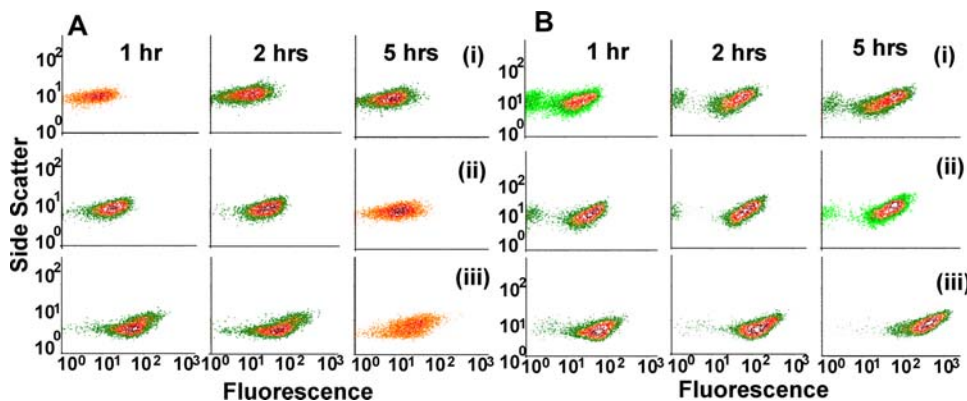 A B
1 hr 2 hrs 5 hrs (i) 1 hr 2 hrs 5 hrs (i)
10² 10¹ 10⁰ 10² 10¹ 10⁰
(ii) (ii)
10² 10¹ 10⁰ 10² 10¹ 10⁰
Side Scatter
(iii) (iii)
10² 10¹ 10⁰ 10² 10¹ 10⁰
10⁰ 10¹ 10² 10³ 10⁰ 10¹ 10² 10³ 10⁰ 10¹ 10² 10³ 10⁰ 10¹ 10² 10³ 10⁰ 10¹ 10² 10³ 10⁰ 10¹ 10² 10³
Fluorescence Fluorescence